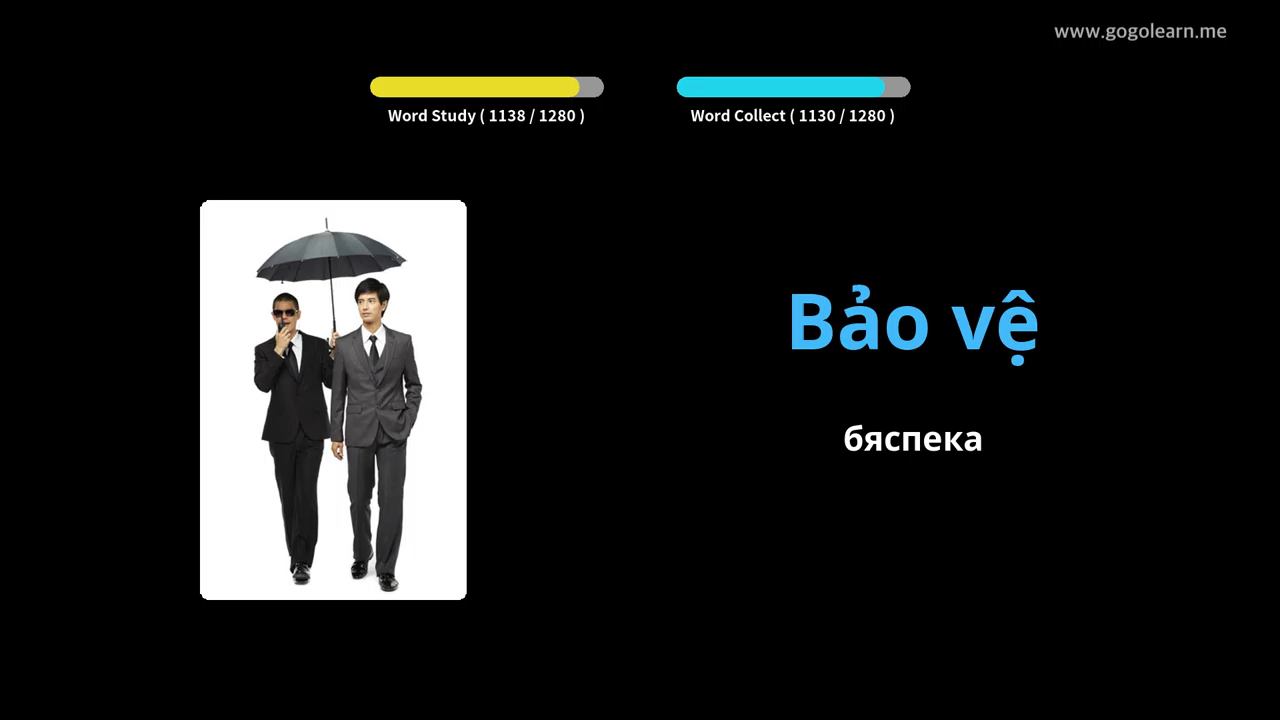 www.gogolearn.me
Word Study ( 1138 / 1280 )
Word Collect ( 1130 / 1280 )
Bảo vệ
бяспека